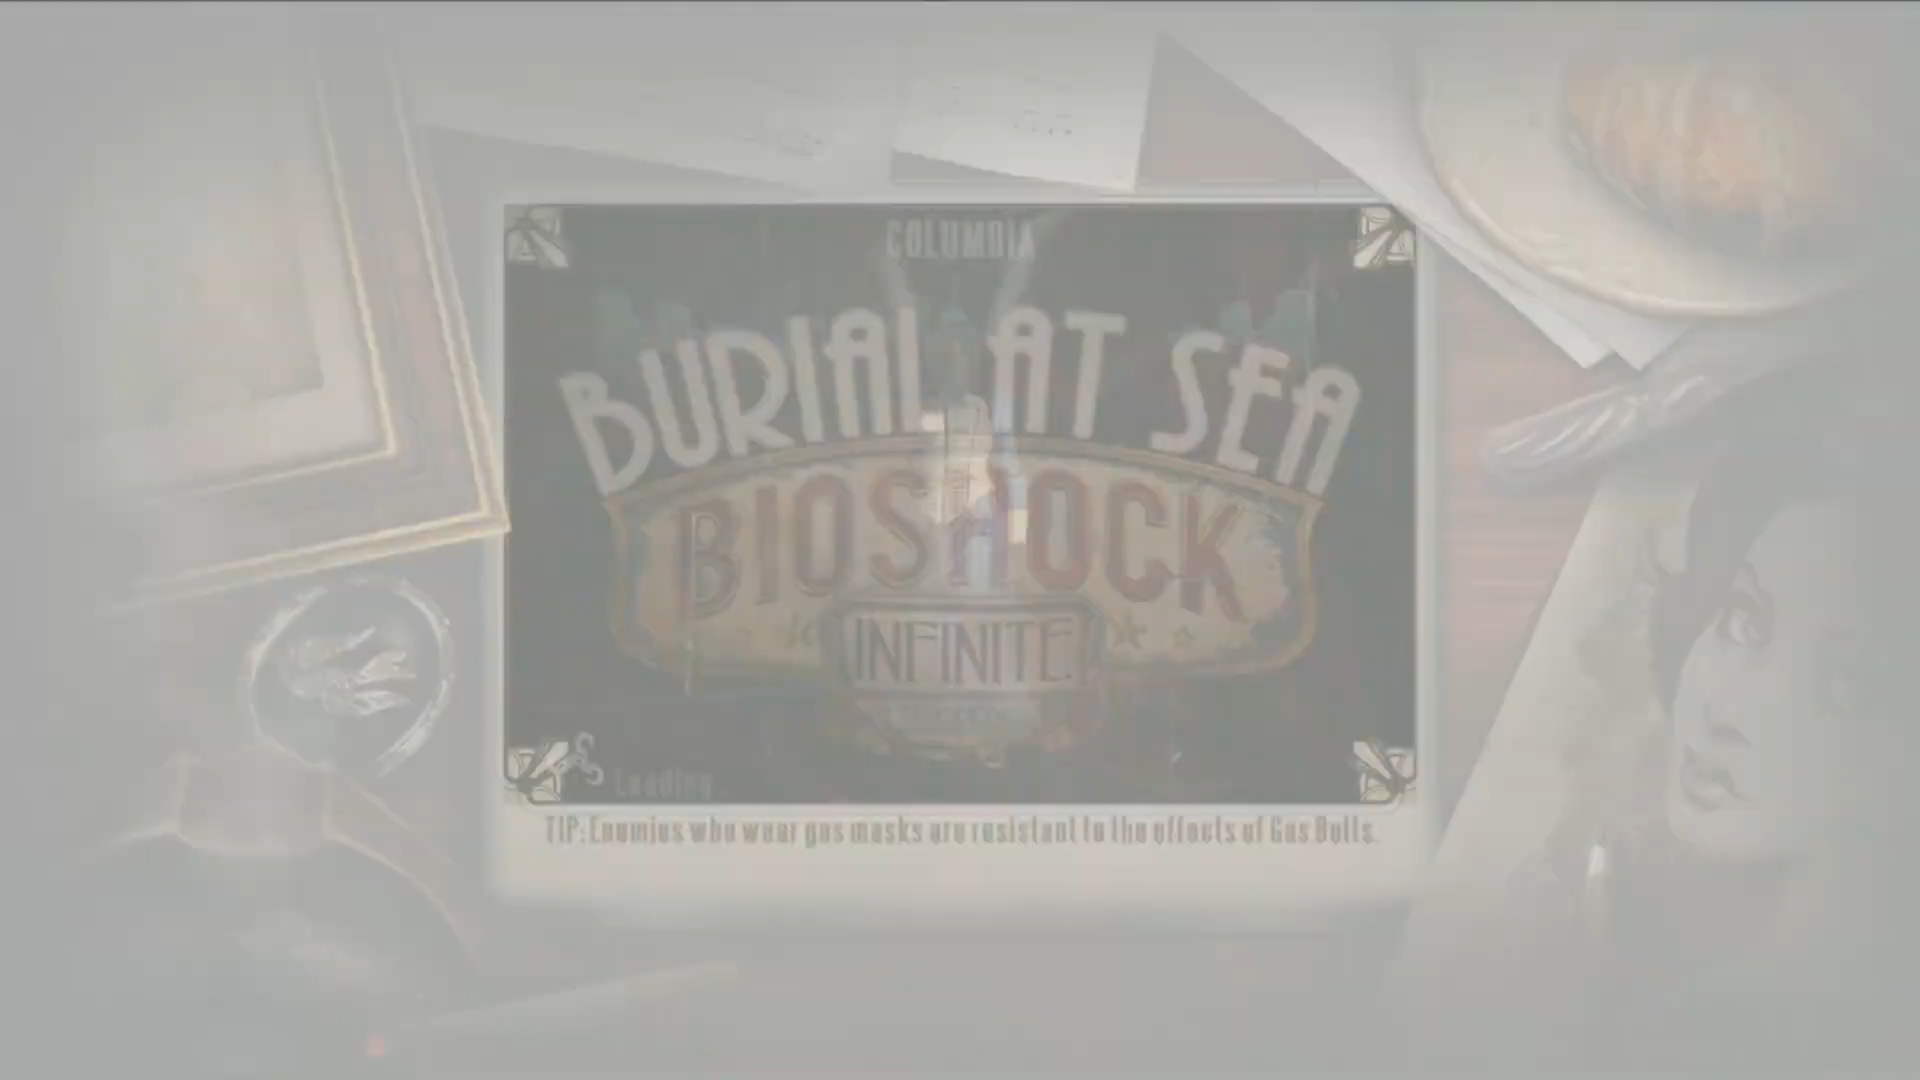 COLUMBIA
BURIAL AT SEA
BIOSHOCK
INFINITE
Loading
TIP: Enemies who wear gas masks are resistant to the effects of Gas Bolts.